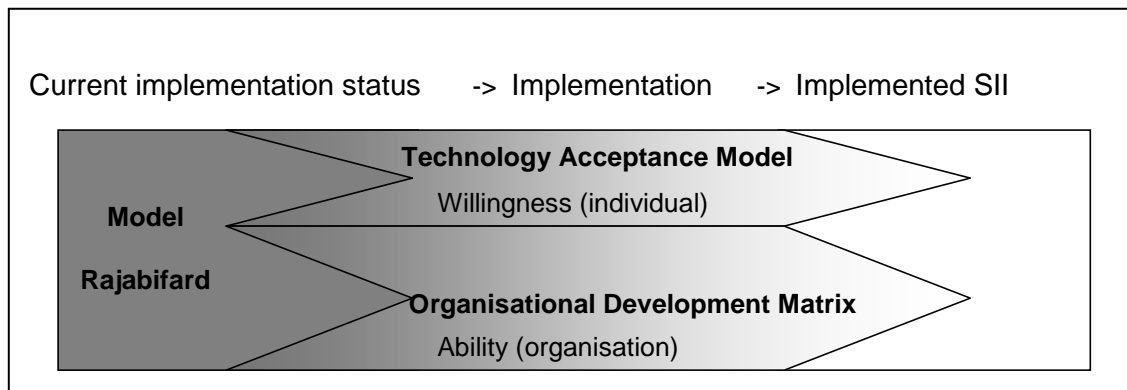 Current implementation status -> Implementation -> Implemented SII
Technology Acceptance Model
Willingness (individual)
Model
Rajabifard
Organisational Development Matrix
Ability (organisation)